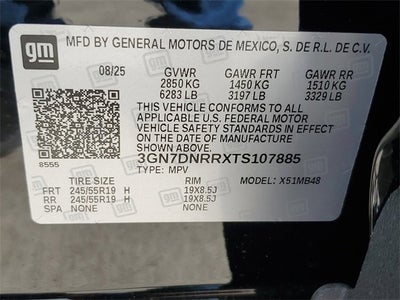 gm
MFD BY GENERAL MOTORS DE MEXICO, S. DE R.L. DE C.V.
08/25 GVWR GAWR FRT GAWR RR
2850 KG 1450 KG 1510 KG
6283 LB 3197 LB 3329 LB
THIS VEHICLE CONFORMS TO ALL
APPLICABLE U.S. FEDERAL MOTOR
VEHICLE SAFETY AND THEFT PREVENTION
STANDARDS IN EFFECT ON THE DATE OF
MANUFACTURE SHOWN ABOVE.
8555 3GN7DNRRXTS107885
TYPE: MPV
TIRE SIZE RIM MODEL: X51MB48
FRT 245/55R19 H 19X8.5J
RR 245/55R19 H 19X8.5J
SPA NONE NONE